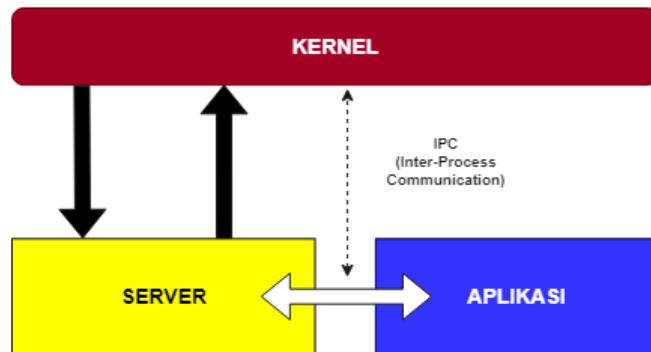 KERNEL
IPC
(Inter-Process
Communication)
SERVER
APLIKASI